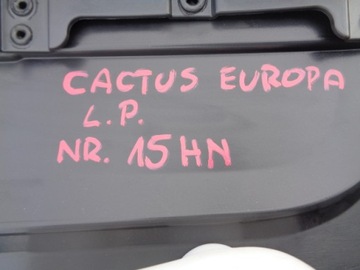 CACTUS EUROPA
L.P.
NR. 15HN